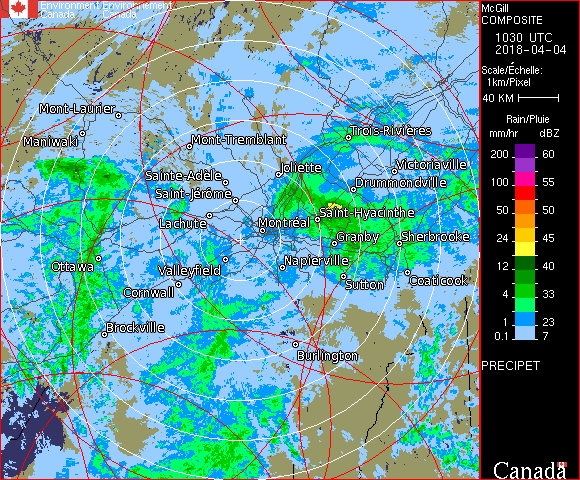 Environment Environnement
Canada Canada
McGill
COMPOSITE
1030 UTC
2018-04-04
Scale/Échelle:
1km/Pixel
40 KM
Rain/Pluie
mm/hr dBZ
200 60
100 55
50 50
24 45
12 40
4 33
1 23
0.1 7
PRECIPET
Canada
Mont-Laurier
Maniwaki
Mont-Tremblant
Trois-Rivières
Joliette
Victoriaville
Sainte-Adèle
Drummondville
Saint-Jérôme
Saint-Hyacinthe
Lachute
Montréal
Granby
Sherbrooke
Ottawa
Valleyfield
Napierville
Sutton
Coaticook
Cornwall
Brockville
Burlington